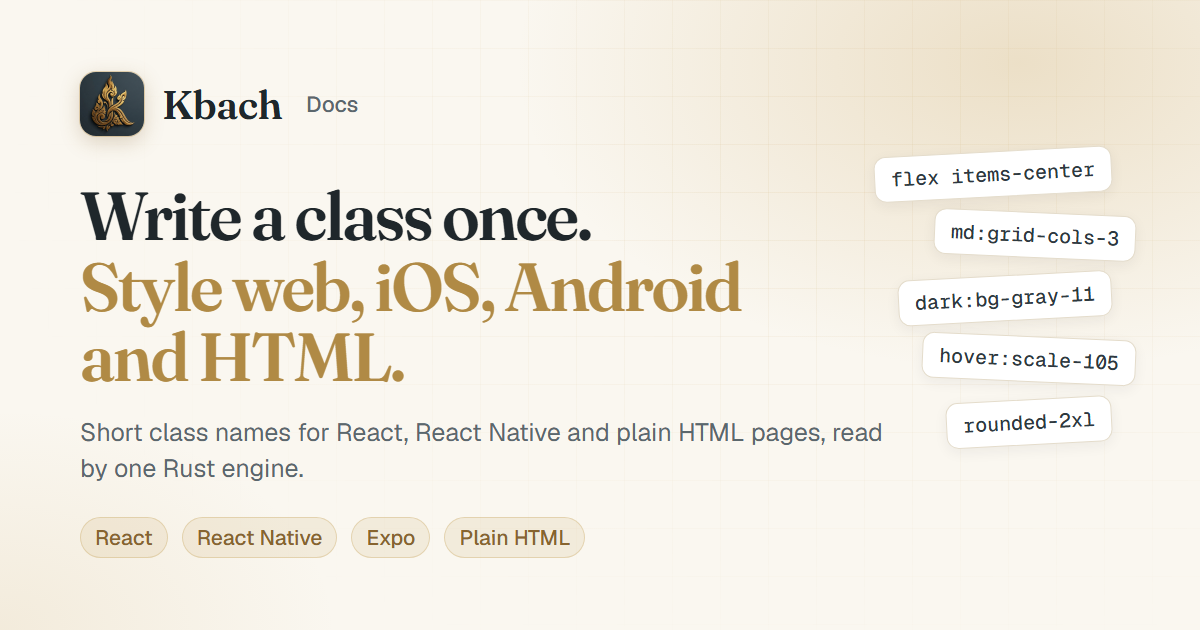 Kbach Docs
Write a class once.
Style web, iOS, Android
and HTML.
Short class names for React, React Native and plain HTML pages, read
by one Rust engine.
React React Native Expo Plain HTML
flex items-center
md:grid-cols-3
dark:bg-gray-11
hover:scale-105
rounded-2xl